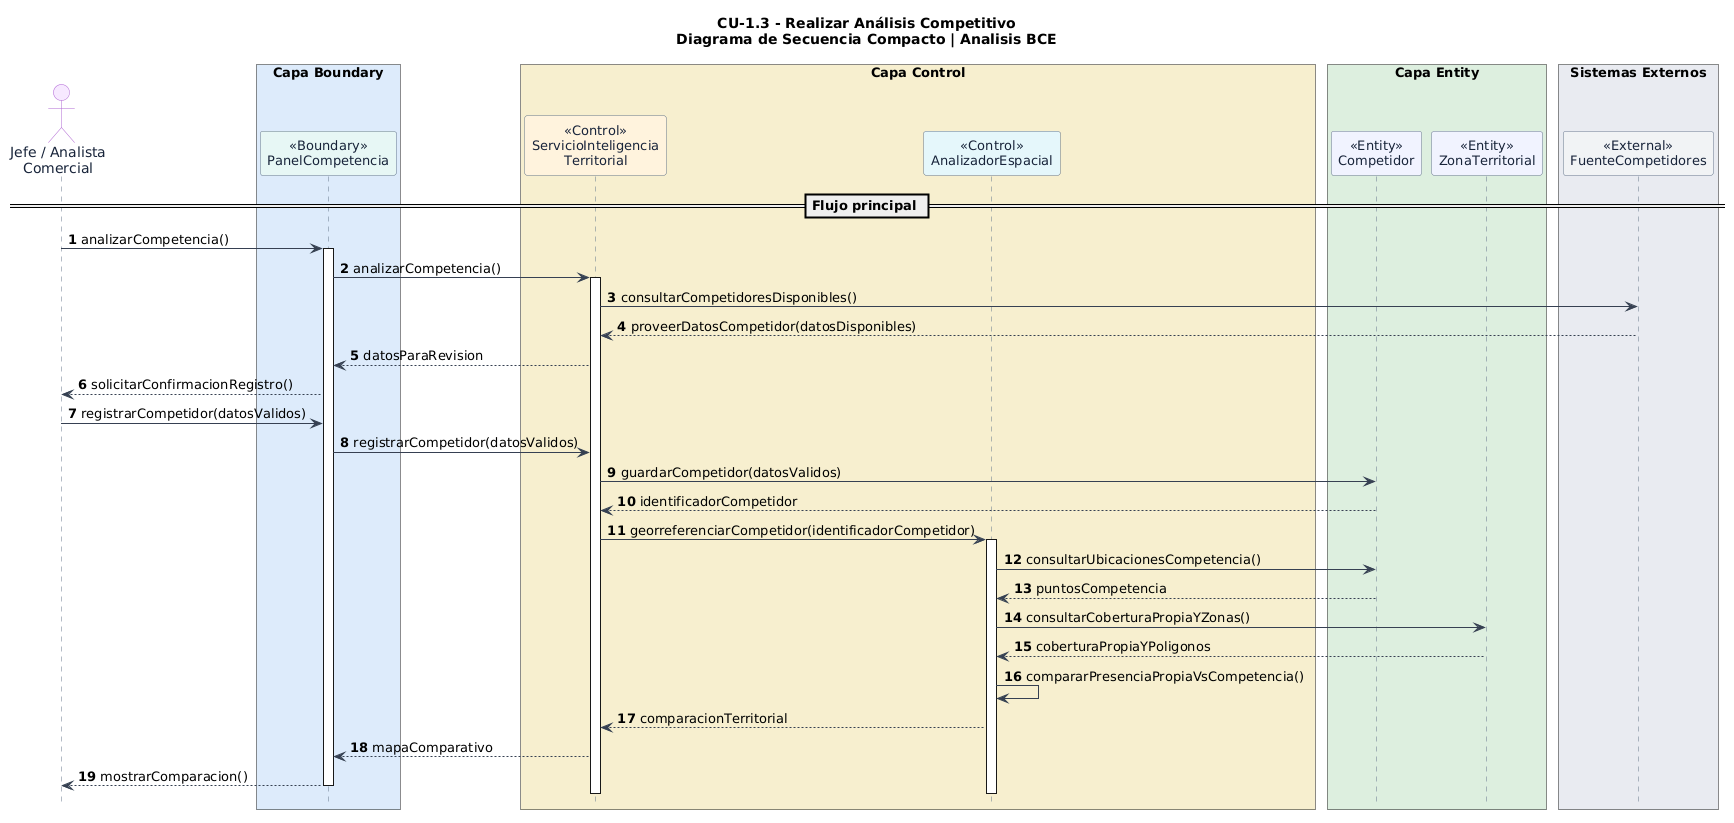 CU-1.3 - Realizar Análisis Competitivo
Diagrama de Secuencia Compacto | Analisis BCE
Capa Boundary
Capa Control
Capa Entity
Sistemas Externos
Jefe / Analista
Comercial
«Boundary»
PanelCompetencia
«Control»
ServicioInteligencia
Territorial
«Control»
AnalizadorEspacial
«Entity»
Competidor
«Entity»
ZonaTerritorial
«External»
FuenteCompetidores
Flujo principal
1 analizarCompetencia()
2 analizarCompetencia()
3 consultarCompetidoresDisponibles()
4 proveerDatosCompetidor(datosDisponibles)
5 datosParaRevision
6 solicitarConfirmacionRegistro()
7 registrarCompetidor(datosValidos)
8 registrarCompetidor(datosValidos)
9 guardarCompetidor(datosValidos)
10 identificadorCompetidor
11 georreferenciarCompetidor(identificadorCompetidor)
12 consultarUbicacionesCompetencia()
13 puntosCompetencia
14 consultarCoberturaPropiaYZonas()
15 coberturaPropiaYPoligonos
16 compararPresenciaPropiaVsCompetencia()
17 comparacionTerritorial
18 mapaComparativo
19 mostrarComparacion()